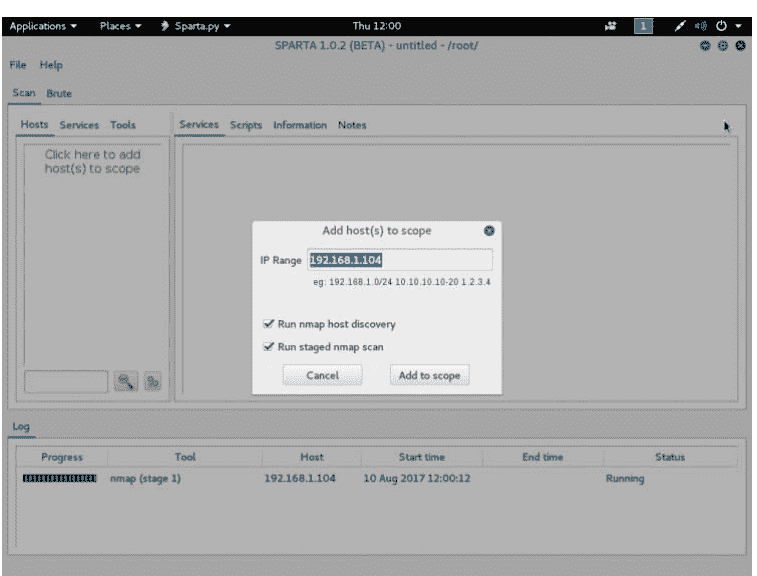 Applications Places Sparta.py Thu 12:00 1
SPARTA 1.0.2 (BETA) - untitled - /root/
File Help
Scan Brute
Hosts Services Tools Services Scripts Information Notes
Click here to add
host(s) to scope
Add host(s) to scope
IP Range 192.168.1.104
eg: 192.168.1.0/24 10.10.10.10-20 1.2.3.4
Run nmap host discovery
Run staged nmap scan
Cancel Add to scope
Log
Progress Tool Host Start time End time Status
nmap (stage 1) 192.168.1.104 10 Aug 2017 12:00:12 Running